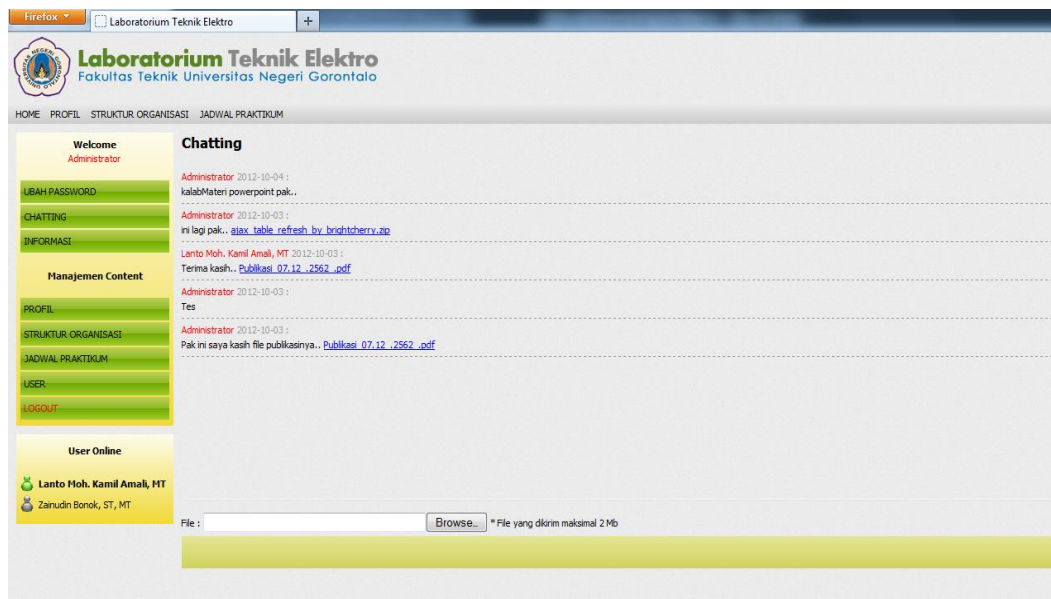 Firefox
Laboratorium Teknik Elektro
+
Laboratorium Teknik Elektro
Fakultas Teknik Universitas Negeri Gorontalo
HOME PROFIL STRUKTUR ORGANISASI JADWAL PRAKTIKUM
Welcome
Administrator
UBAH PASSWORD
CHATTING
INFORMASI
Manajemen Content
PROFIL
STRUKTUR ORGANISASI
JADWAL PRAKTIKUM
USER
LOGOUT
User Online
Lanto Moh. Kamil Amali, MT
Zainudin Bonok, ST, MT
Chatting
Administrator 2012-10-04 :
kalabMateri powerpoint pak..
Administrator 2012-10-03 :
ini lagi pak.. ajax_table_refresh_by_brightcherry.zip
Lanto Moh. Kamil Amali, MT 2012-10-03 :
Terima kasih.. Publikasi_07.12_.2562_.pdf
Administrator 2012-10-03 :
Tes
Administrator 2012-10-03 :
Pak ini saya kasih file publikasinya.. Publikasi_07.12_.2562_.pdf
File : Browse... * File yang dikirim maksimal 2 Mb